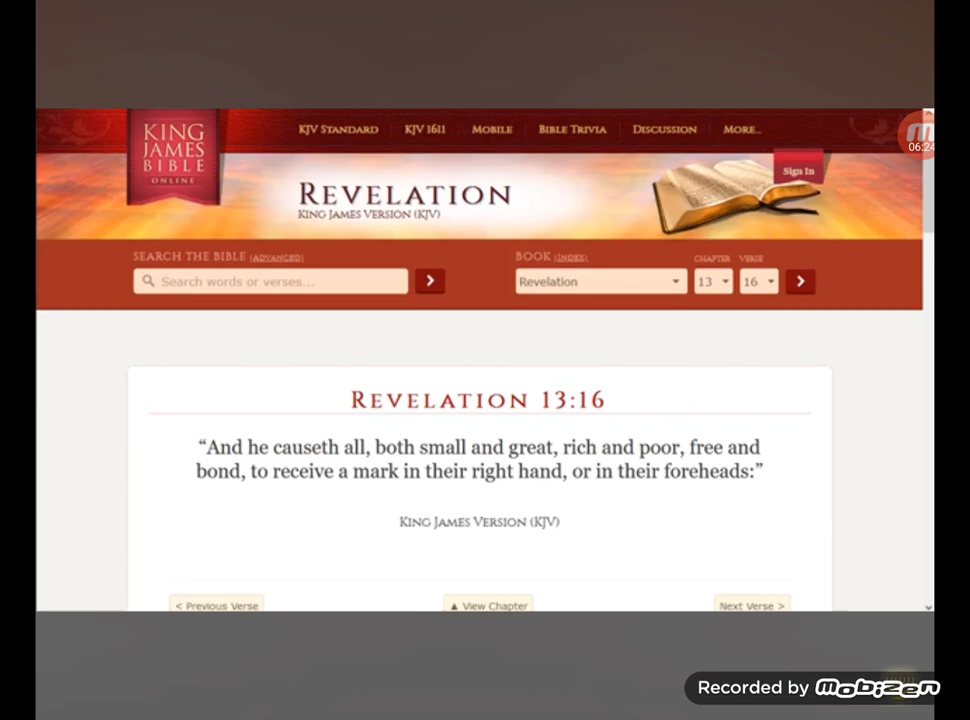 KING
JAMES
BIBLE
ONLINE
KJV STANDARD KJV 1611 MOBILE BIBLE TRIVIA DISCUSSION MORE...
06:24
Sign In
REVELATION
KING JAMES VERSION (KJV)
SEARCH THE BIBLE (ADVANCED) BOOK (INDEX) CHAPTER VERSE
Search words or verses... Revelation 13 16
REVELATION 13:16
“And he causeth all, both small and great, rich and poor, free and
bond, to receive a mark in their right hand, or in their foreheads:”
KING JAMES VERSION (KJV)
< Previous Verse ▲ View Chapter Next Verse >
Recorded by Mobizen